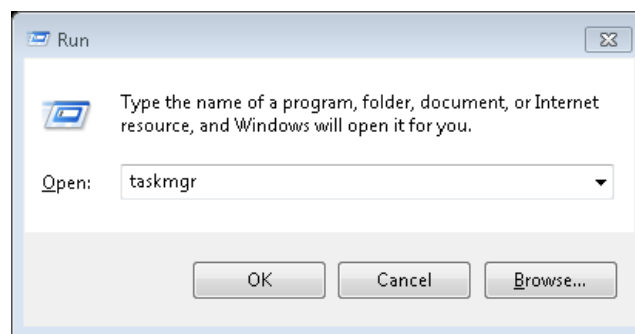 Run
Type the name of a program, folder, document, or Internet
resource, and Windows will open it for you.
Open: taskmgr
OK Cancel Browse...